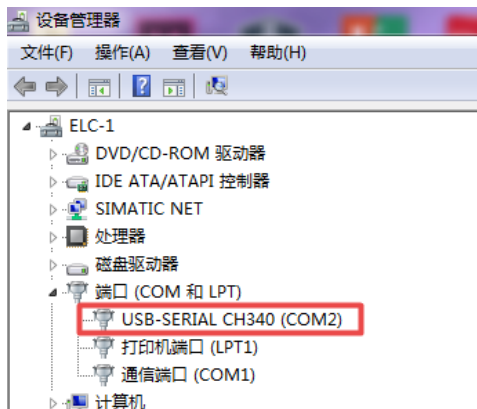 设备管理器
文件(F) 操作(A) 查看(V) 帮助(H)
ELC-1
DVD/CD-ROM 驱动器
IDE ATA/ATAPI 控制器
SIMATIC NET
处理器
磁盘驱动器
端口 (COM 和 LPT)
USB-SERIAL CH340 (COM2)
打印机端口 (LPT1)
通信端口 (COM1)
计算机